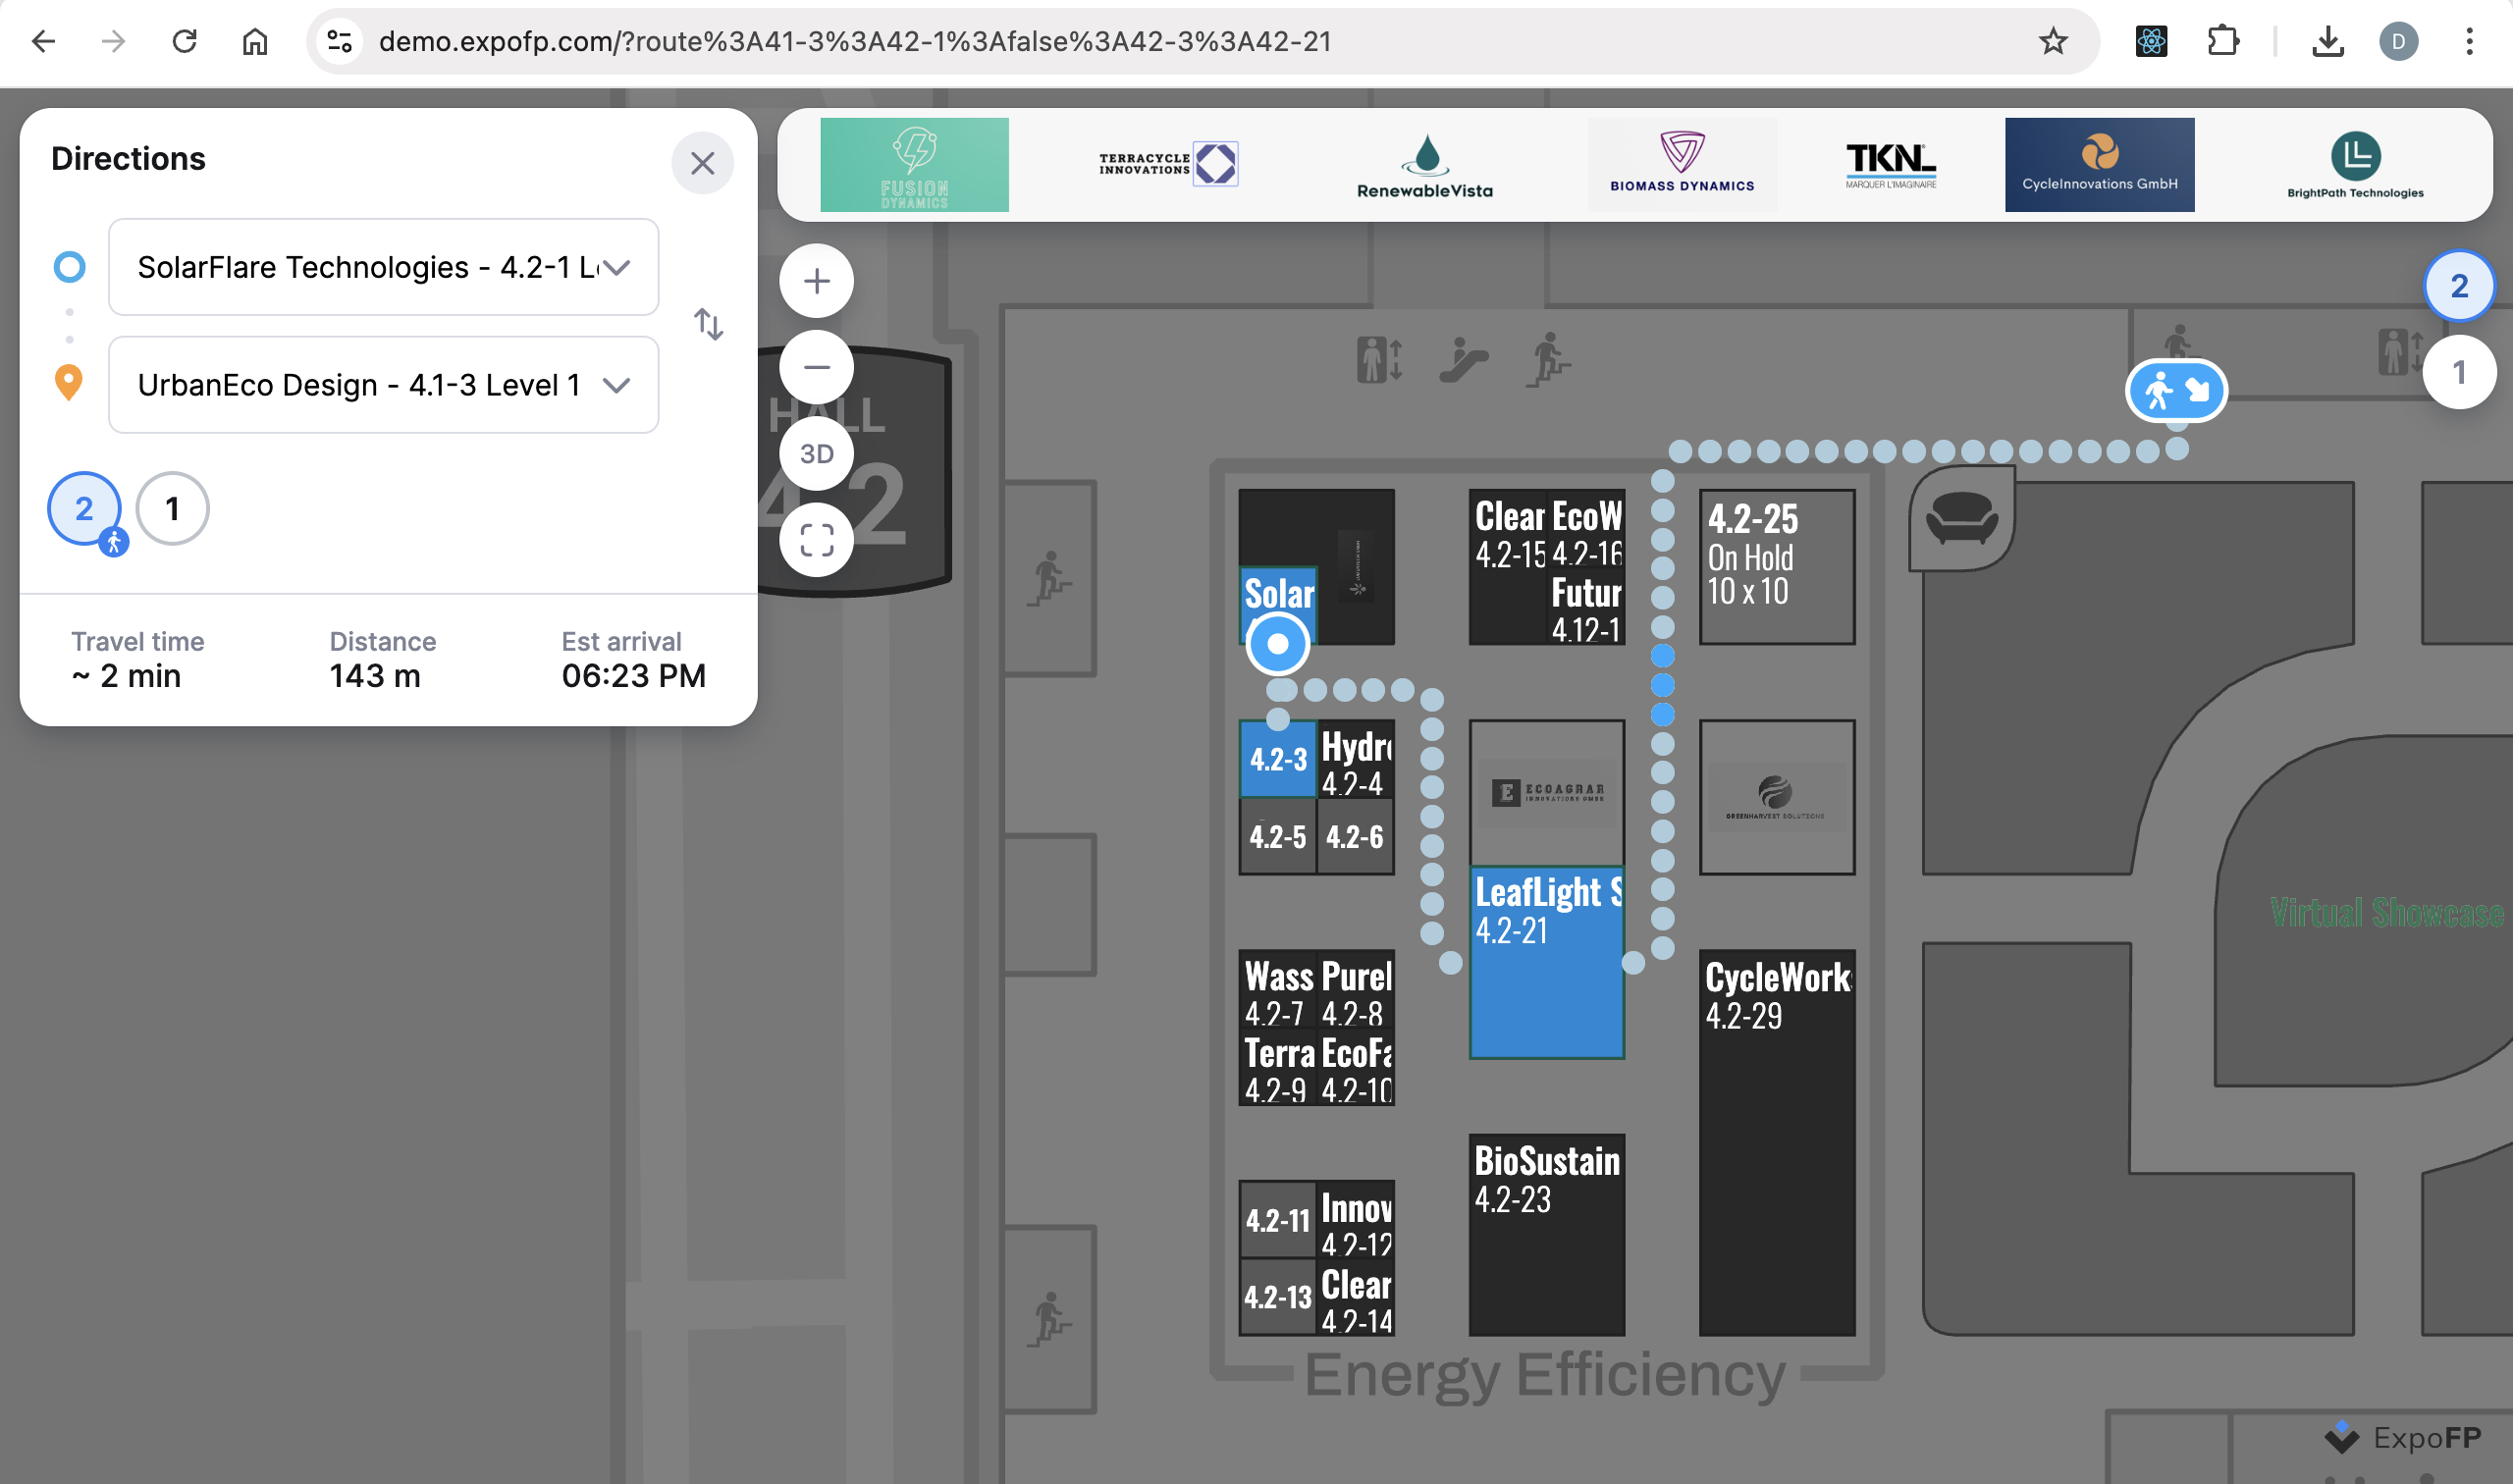 demo.expofp.com/?route%3A41-3%3A42-1%3Afalse%3A42-3%3A42-21
D
Directions
SolarFlare Technologies - 4.2-1 Le
UrbanEco Design - 4.1-3 Level 1
2
1
Travel time
~ 2 min
Distance
143 m
Est arrival
06:23 PM
FUSION
DYNAMICS
TERRACYCLE
INNOVATIONS
RenewableVista
BIOMASS DYNAMICS
TKNL
MARQUER L'IMAGINAIRE
CycleInnovations GmbH
BrightPath Technologies
3D
2
1
HALL
4.2
Solar
Clear
4.2-15
EcoW
4.2-16
Futur
4.12-1
4.2-25
On Hold
10 x 10
4.2-3
Hydro
4.2-4
4.2-5
4.2-6
ECOAGRAR
INNOVATIONS GMBH
GREENHARVEST SOLUTIONS
LeafLight S
4.2-21
Wass
4.2-7
Purel
4.2-8
Terra
4.2-9
EcoFa
4.2-10
CycleWork
4.2-29
4.2-11
Innov
4.2-12
4.2-13
Clear
4.2-14
BioSustain
4.2-23
Virtual Showcase
Energy Efficiency
ExpoFP